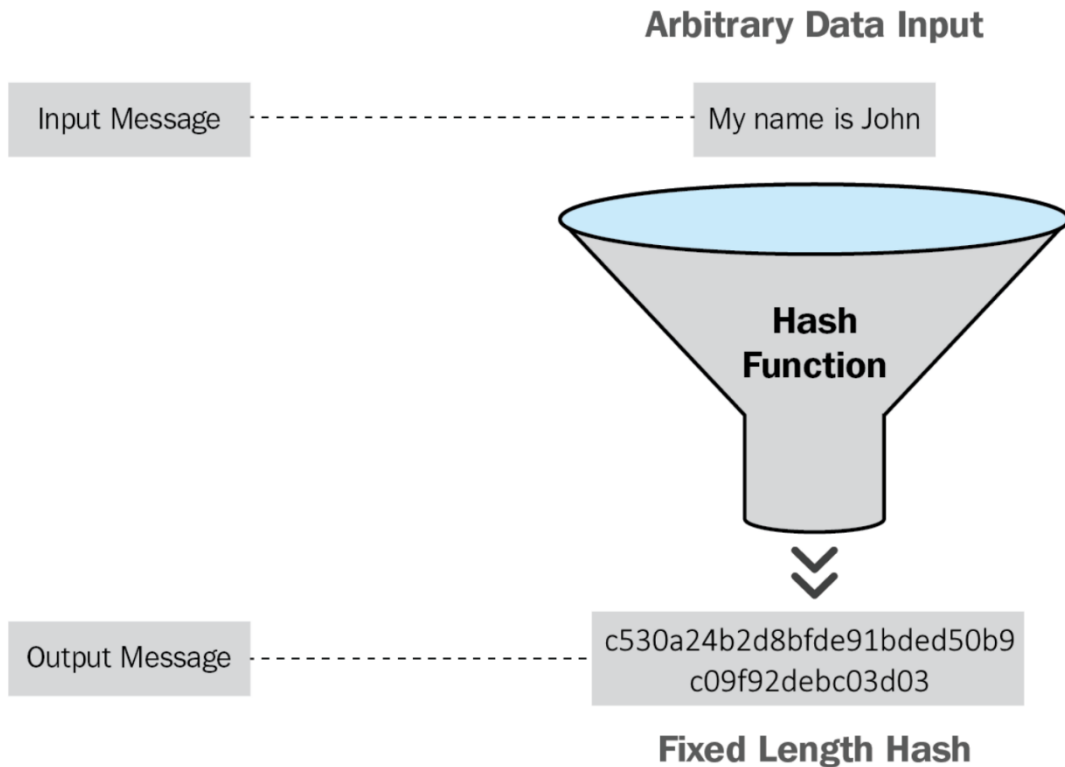 Arbitrary Data Input
Input Message
My name is John
Hash
Function
Output Message
c530a24b2d8bfde91bded50b9
c09f92debc03d03
Fixed Length Hash